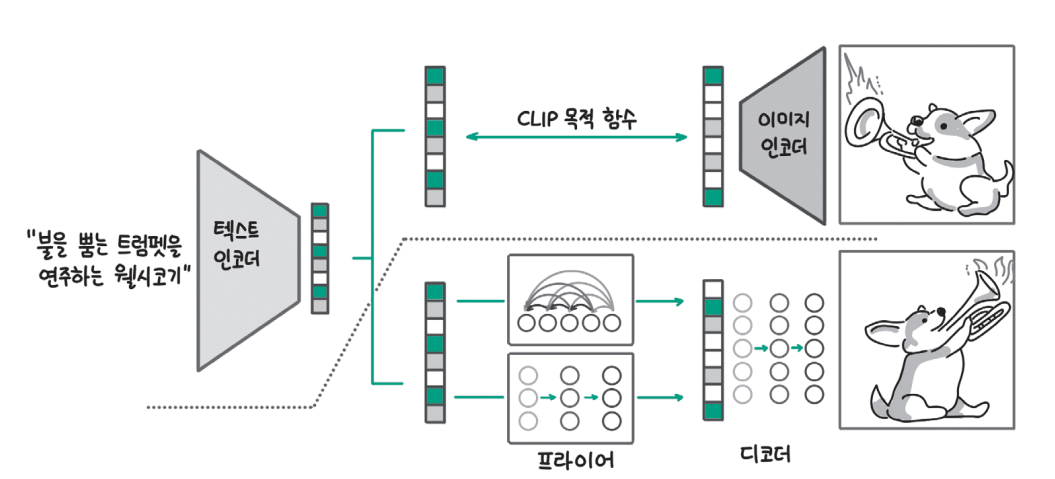 "불을 뿜는 트럼펫을
연주하는 웰시코기"
텍스트
인코더
CLIP 목적 함수
이미지
인코더
프라이어
디코더